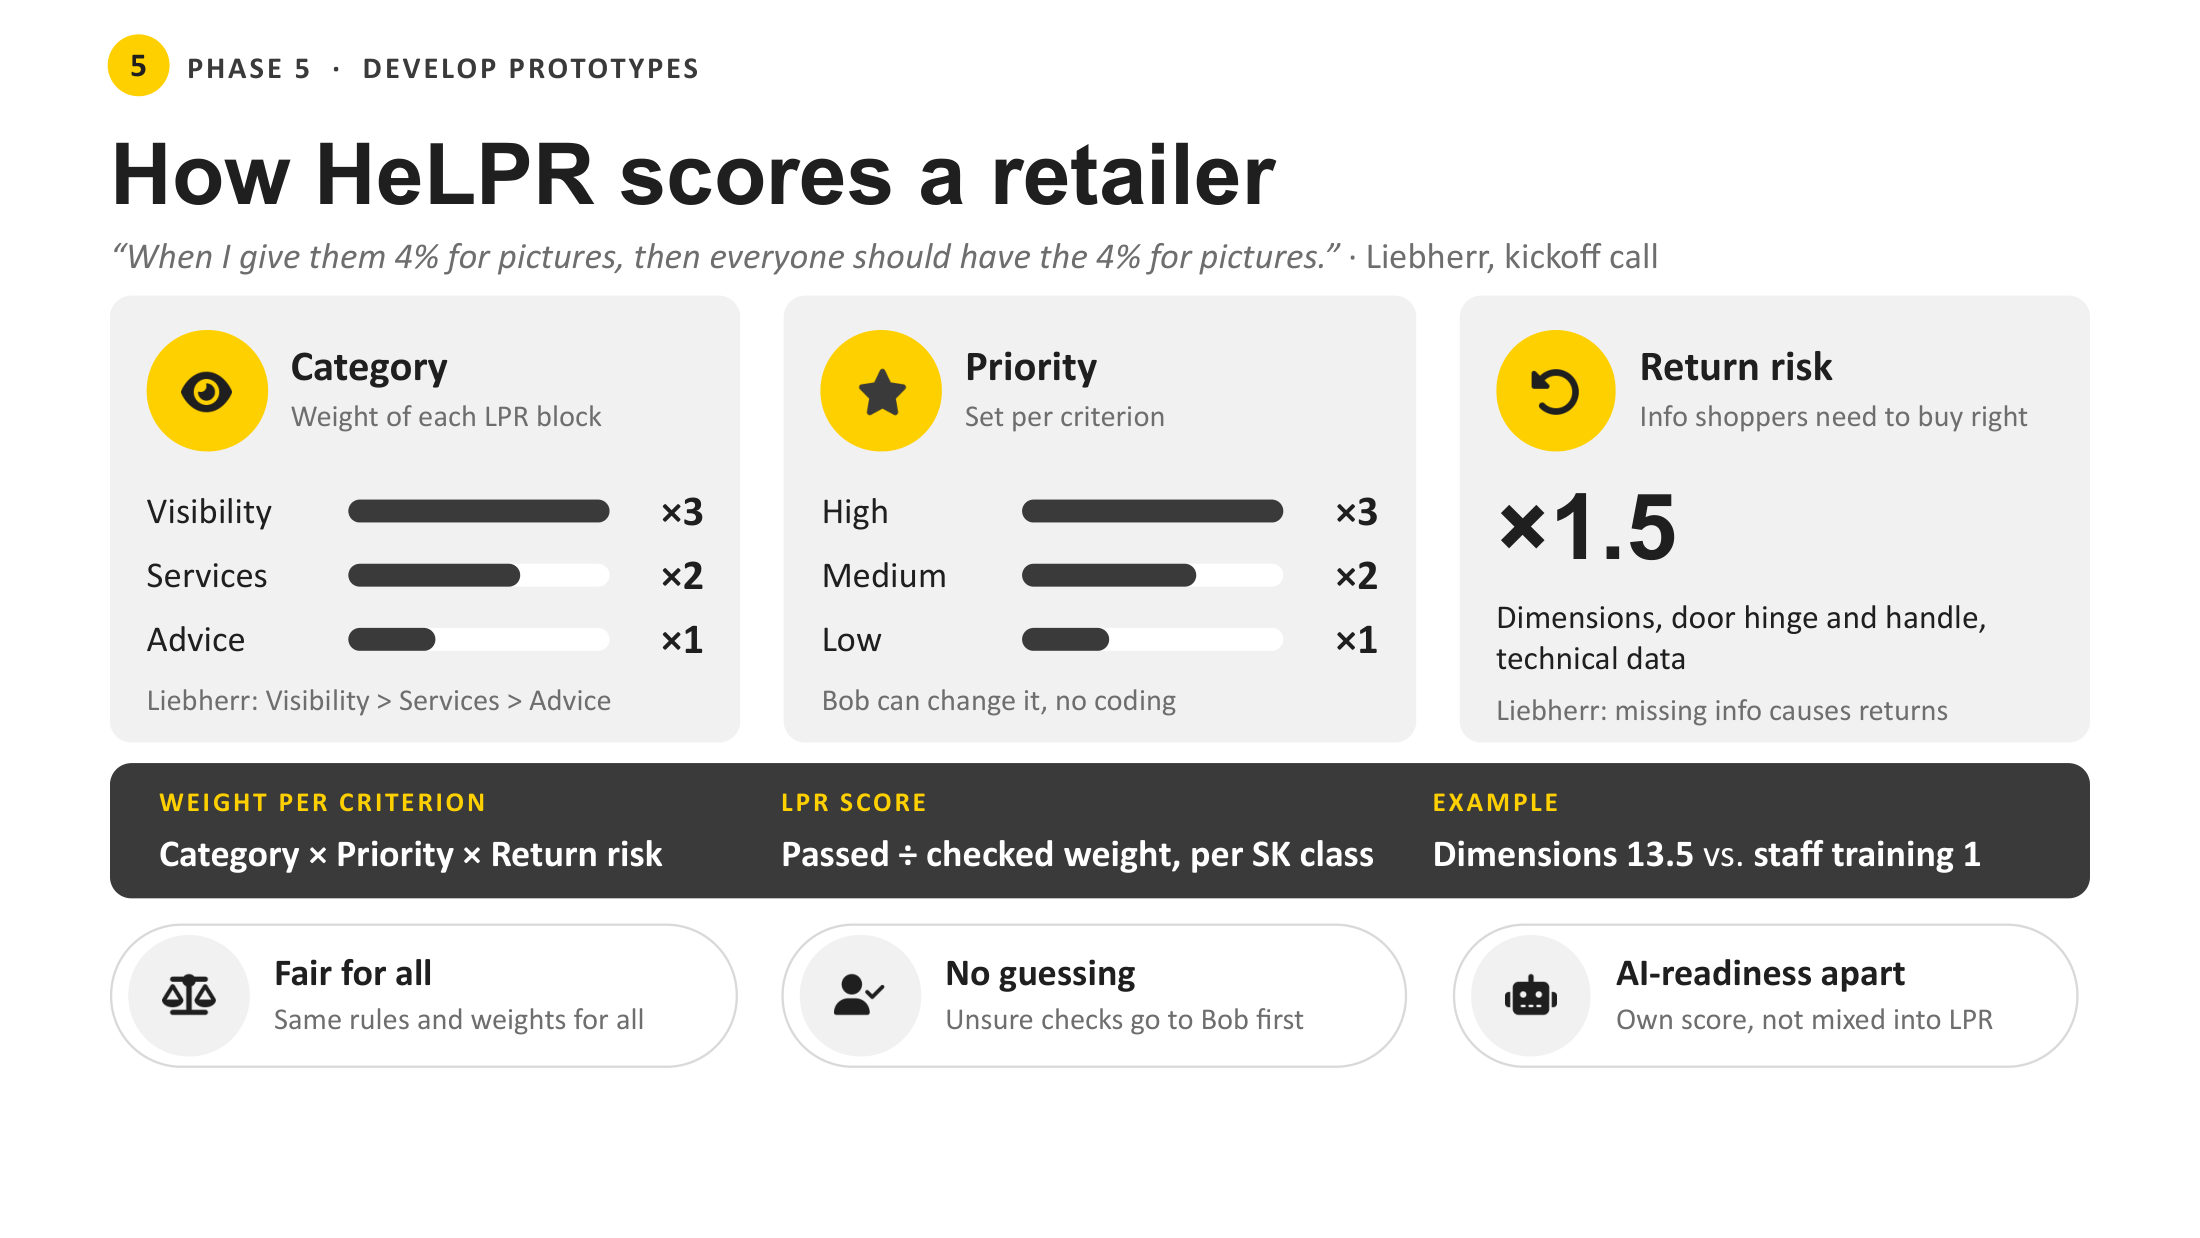 5 PHASE 5 · DEVELOP PROTOTYPES
How HeLPR scores a retailer
“When I give them 4% for pictures, then everyone should have the 4% for pictures.” · Liebherr, kickoff call
Category
Weight of each LPR block
Visibility ×3
Services ×2
Advice ×1
Liebherr: Visibility > Services > Advice
Priority
Set per criterion
High ×3
Medium ×2
Low ×1
Bob can change it, no coding
Return risk
Info shoppers need to buy right
×1.5
Dimensions, door hinge and handle,
technical data
Liebherr: missing info causes returns
WEIGHT PER CRITERION
Category × Priority × Return risk
LPR SCORE
Passed ÷ checked weight, per SK class
EXAMPLE
Dimensions 13.5 vs. staff training 1
Fair for all
Same rules and weights for all
No guessing
Unsure checks go to Bob first
AI-readiness apart
Own score, not mixed into LPR